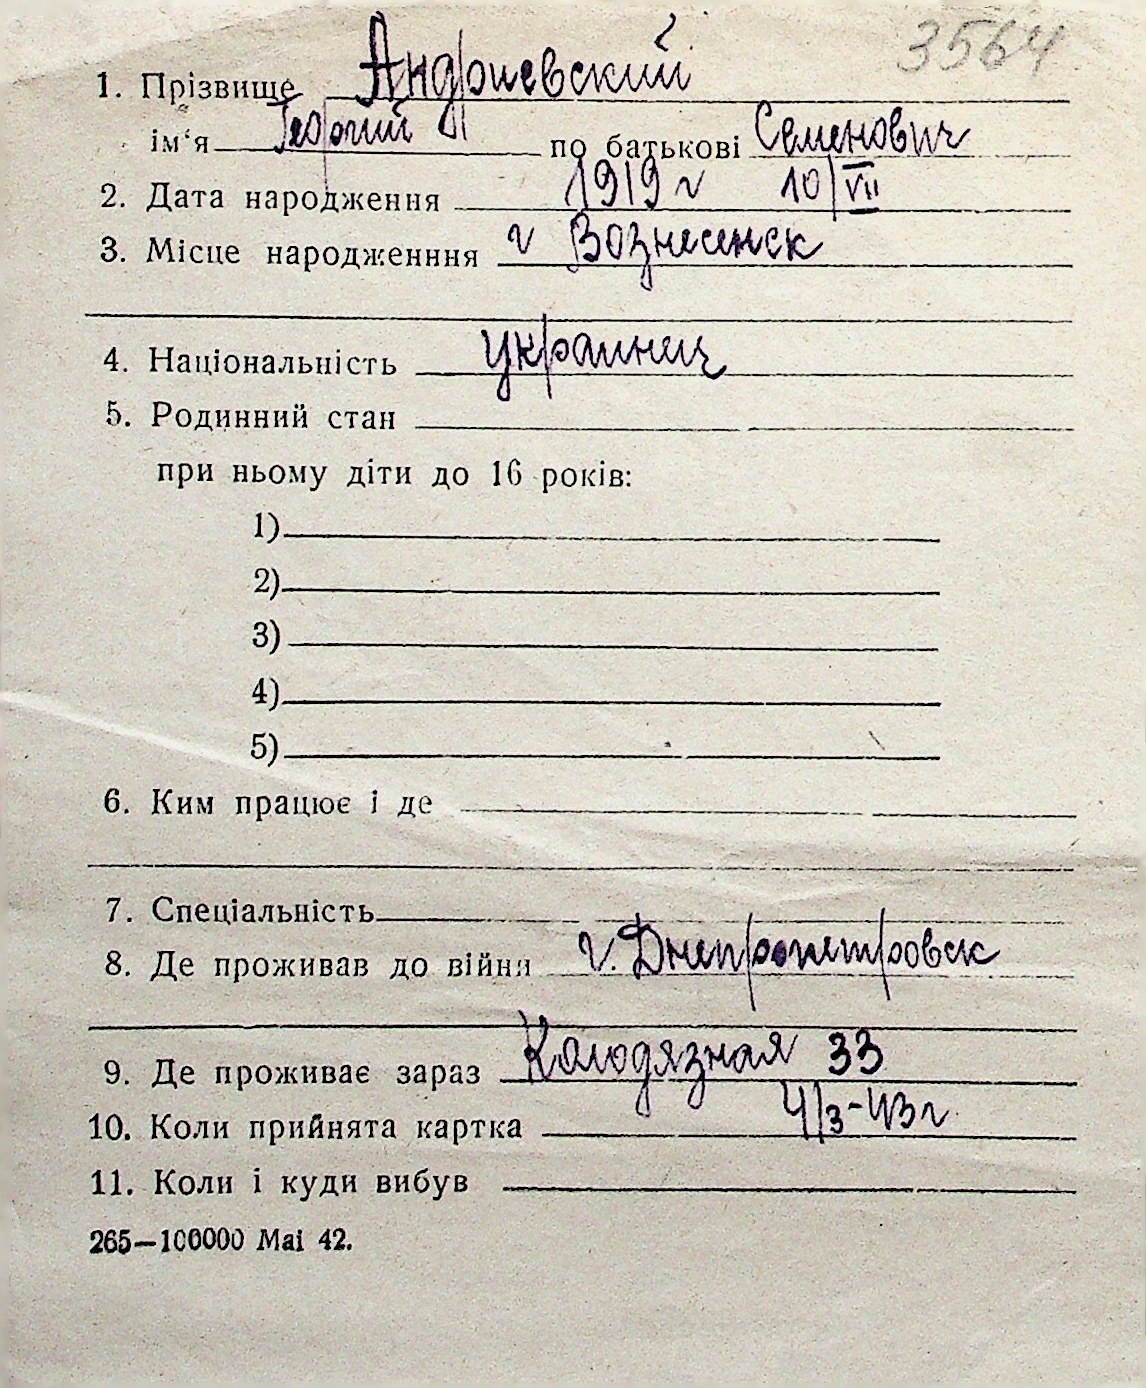 3564
1. Прізвище Андриевский
ім‘я Георгий по батькові Семенович
2. Дата народження 1919 г 10/VII
3. Місце народженння г Вознесенск
4. Національність украинец
5. Родинний стан
при ньому діти до 16 років:
1)
2)
3)
4)
5)
6. Ким працює і де
7. Спеціальність
8. Де проживав до війни г. Днепропетровск
9. Де проживає зараз Колодязная 33
10. Коли прийнята картка 4/3-43 г.
11. Коли і куди вибув
265—100000 Mai 42.